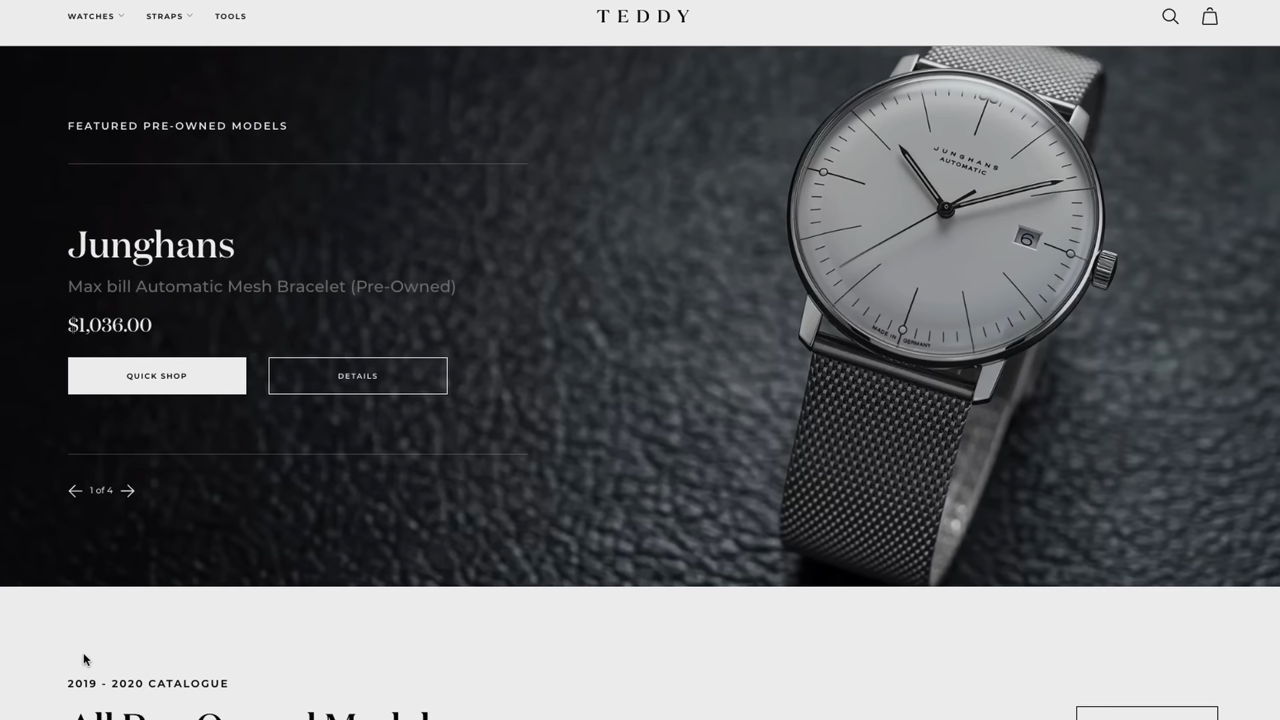 WATCHES STRAPS TOOLS
TEDDY
FEATURED PRE-OWNED MODELS
JUNGHANS
AUTOMATIC
6
MADE IN GERMANY
Junghans
Max bill Automatic Mesh Bracelet (Pre-Owned)
$1,036.00
QUICK SHOP
DETAILS
1 of 4
2019 - 2020 CATALOGUE